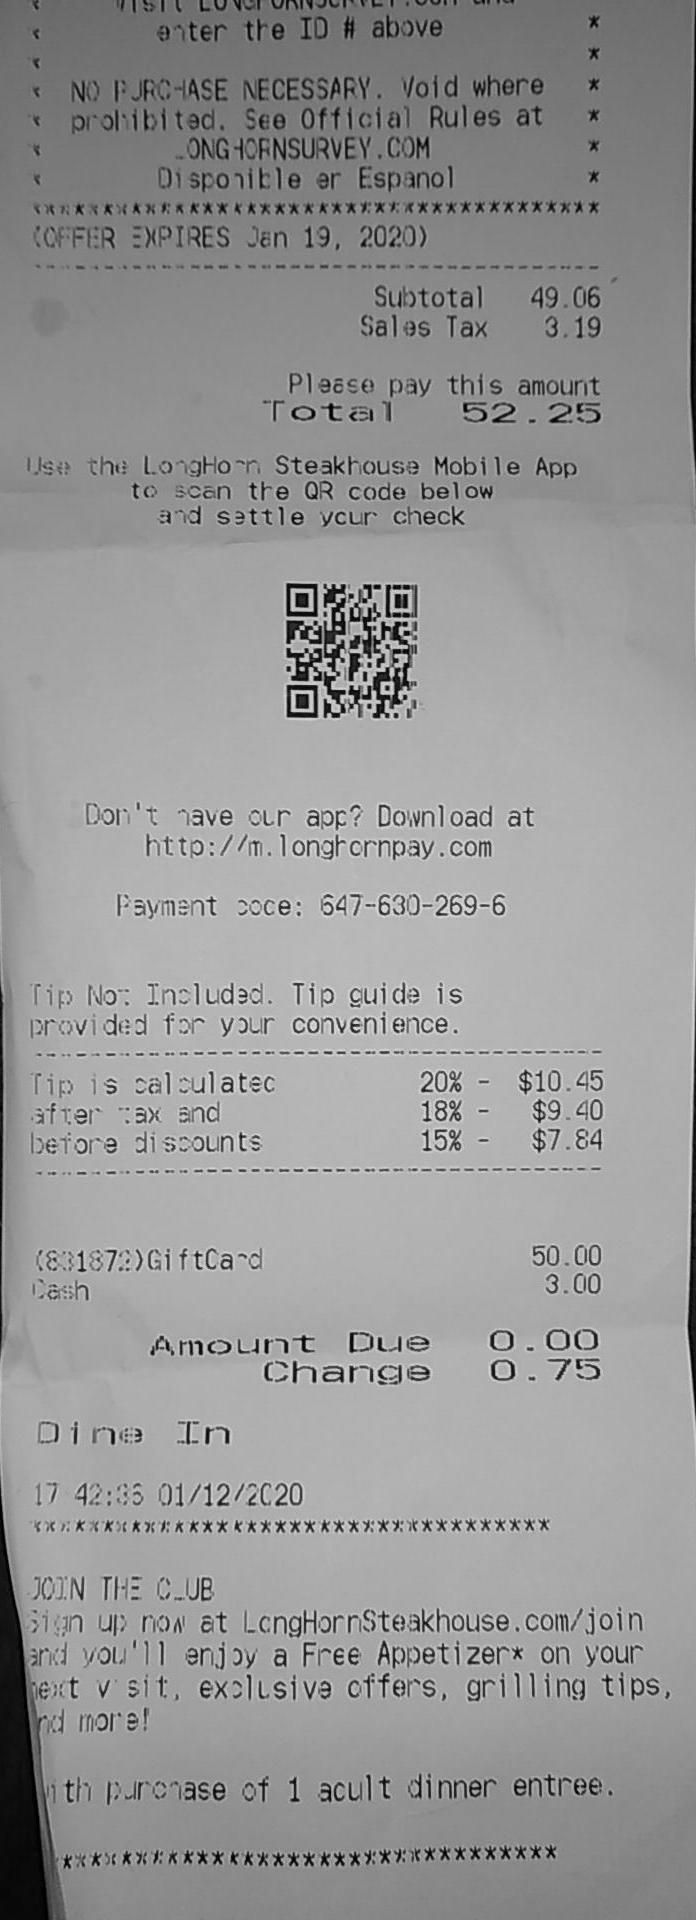 Visit LONGHORNSURVEY.com and
* enter the ID # above *
* *
* NO PURCHASE NECESSARY. Void where *
* prohibited. See Official Rules at *
* LONGHORNSURVEY.COM *
* Disponible en Espanol *
****************************************
(OFFER EXPIRES Jan 19, 2020)
----------------------------------------
Subtotal 49.06
Sales Tax 3.19
Please pay this amount
Total 52.25
Use the LongHorn Steakhouse Mobile App
to scan the QR code below
and settle your check
Don't have our app? Download at
http://m.longhornpay.com
Payment code: 647-630-269-6
Tip Not Included. Tip guide is
provided for your convenience.
----------------------------------------
Tip is calculated 20% - $10.45
after tax and 18% - $9.40
before discounts 15% - $7.84
----------------------------------------
(831872)GiftCard 50.00
Cash 3.00
Amount Due 0.00
Change 0.75
Dine In
17:42:36 01/12/2020
*************************************
JOIN THE CLUB
Sign up now at LongHornSteakhouse.com/join
and you'll enjoy a Free Appetizer* on your
next visit, exclusive offers, grilling tips,
and more!
with purchase of 1 adult dinner entree.
***********************************